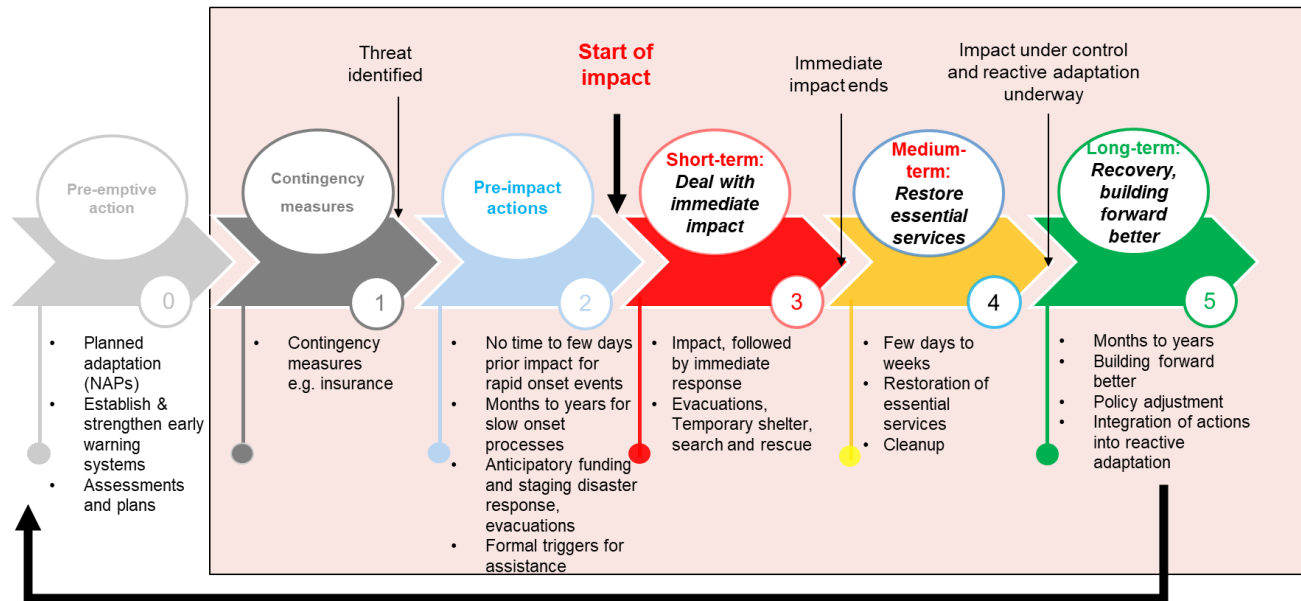 Threat
identified
Start of
impact
Immediate
impact ends
Impact under control
and reactive adaptation
underway
Pre-emptive
action
0
Contingency
measures
1
Pre-impact
actions
2
Short-term:
Deal with
immediate
impact
3
Medium-
term:
Restore
essential
services
4
Long-term:
Recovery,
building
forward
better
5
• Planned
adaptation
(NAPs)
• Establish &
strengthen early
warning
systems
• Assessments
and plans
• Contingency
measures
e.g. insurance
• No time to few days
prior impact for
rapid onset events
• Months to years for
slow onset
processes
• Anticipatory funding
and staging disaster
response,
evacuations
• Formal triggers for
assistance
• Impact, followed
by immediate
response
• Evacuations,
Temporary shelter,
search and rescue
• Few days to
weeks
• Restoration of
essential
services
• Cleanup
• Months to years
• Building forward
better
• Policy adjustment
• Integration of actions
into reactive
adaptation